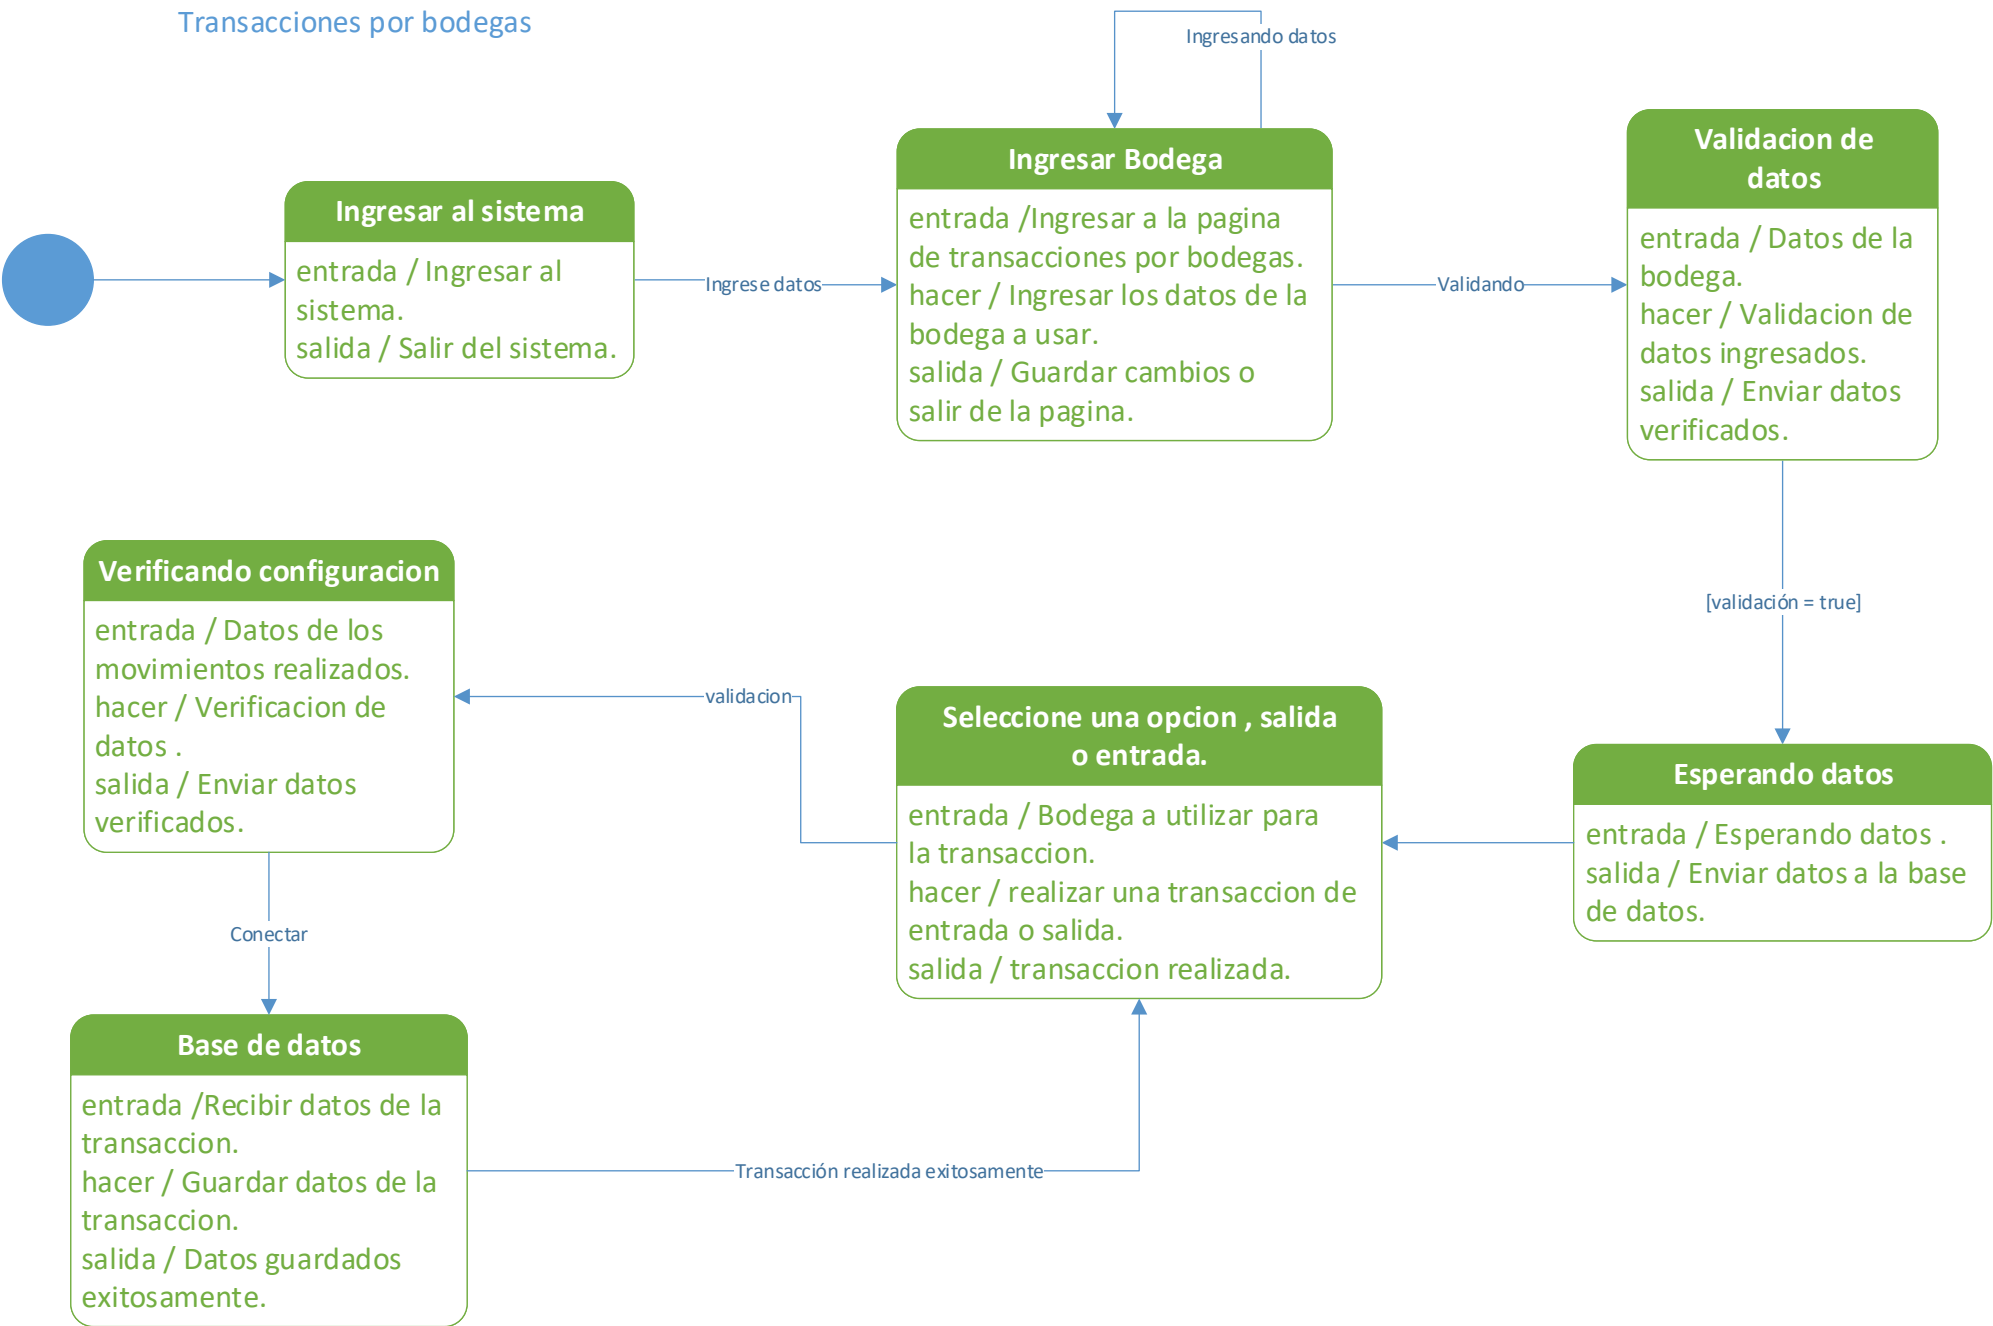 Transacciones por bodegas
Ingresando datos
Ingresar al sistema
entrada / Ingresar al
sistema.
salida / Salir del sistema.
Ingrese datos
Ingresar Bodega
entrada /Ingresar a la pagina
de transacciones por bodegas.
hacer / Ingresar los datos de la
bodega a usar.
salida / Guardar cambios o
salir de la pagina.
Validando
Validacion de
datos
entrada / Datos de la
bodega.
hacer / Validacion de
datos ingresados.
salida / Enviar datos
verificados.
[validación = true]
Esperando datos
entrada / Esperando datos .
salida / Enviar datos a la base
de datos.
Seleccione una opcion , salida
o entrada.
entrada / Bodega a utilizar para
la transaccion.
hacer / realizar una transaccion de
entrada o salida.
salida / transaccion realizada.
validacion
Verificando configuracion
entrada / Datos de los
movimientos realizados.
hacer / Verificacion de
datos .
salida / Enviar datos
verificados.
Conectar
Base de datos
entrada /Recibir datos de la
transaccion.
hacer / Guardar datos de la
transaccion.
salida / Datos guardados
exitosamente.
Transacción realizada exitosamente